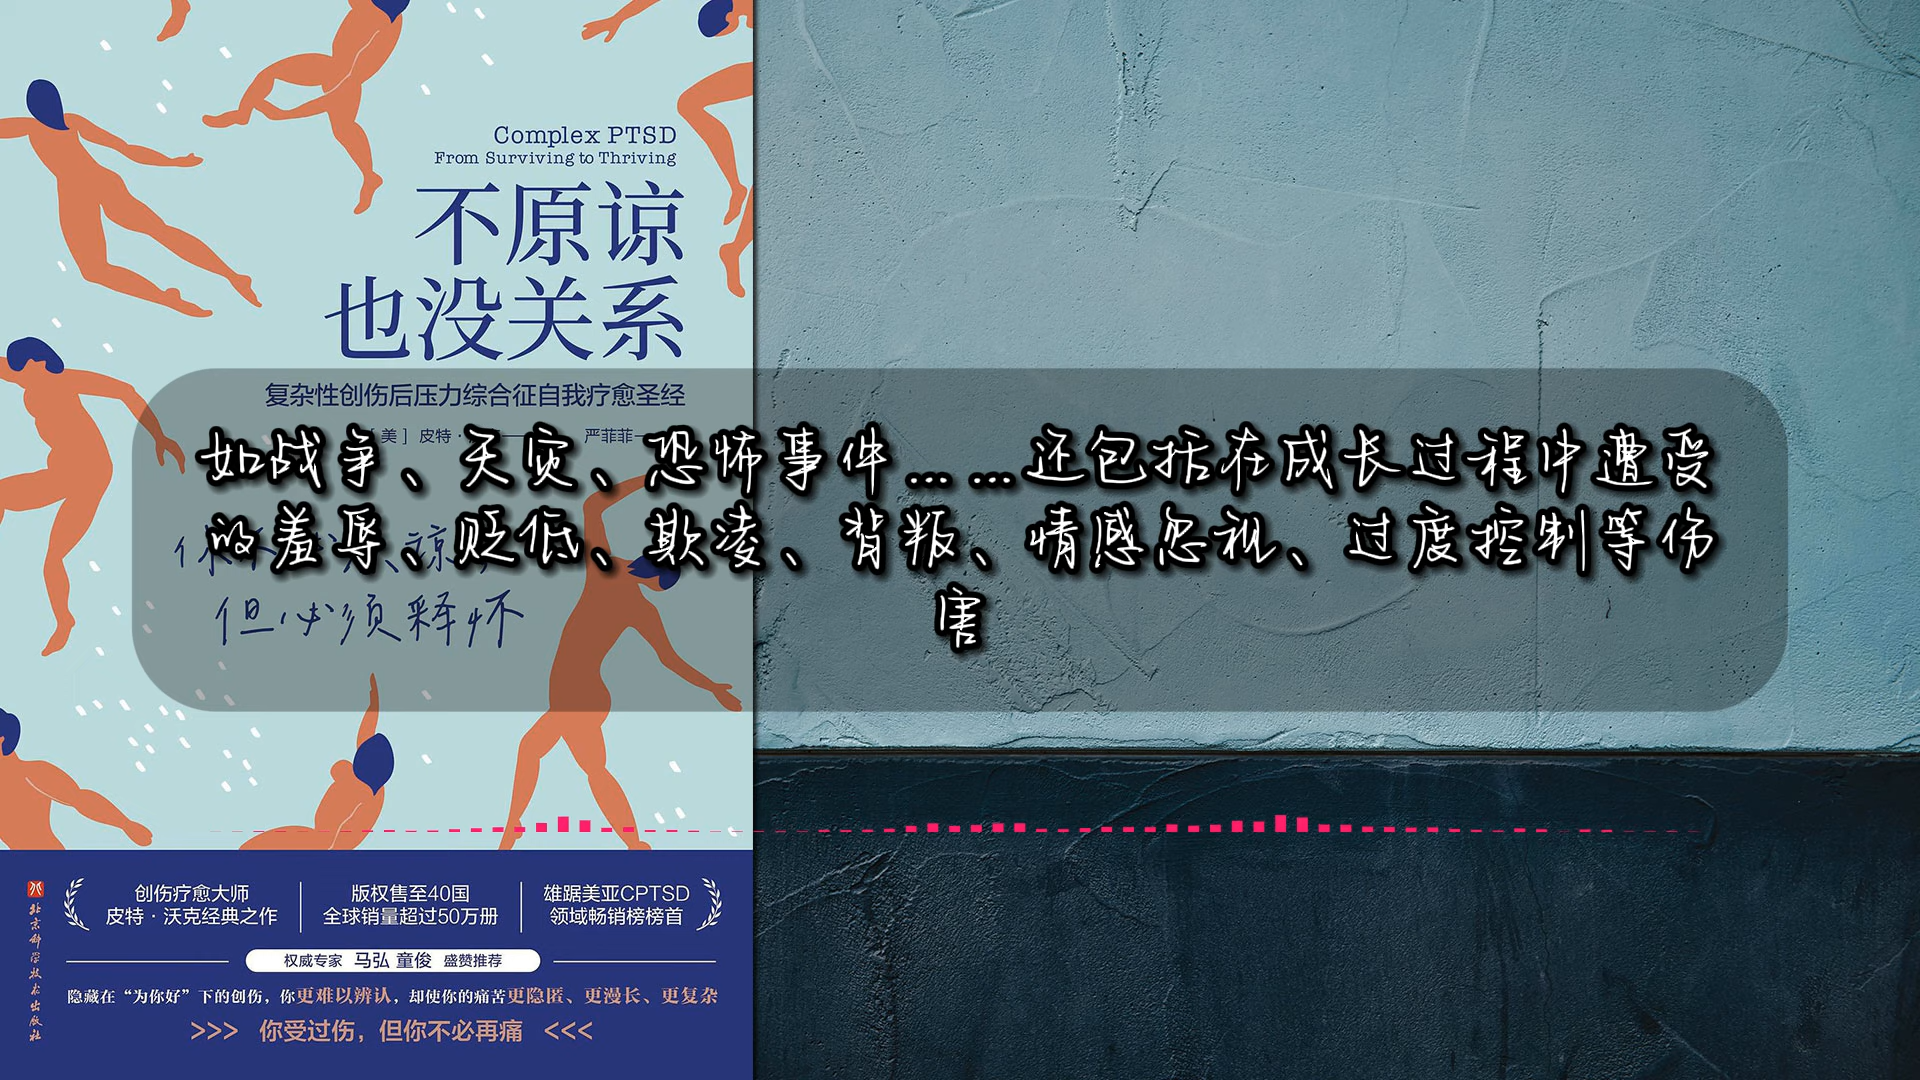 Complex PTSD
From Surviving to Thriving
不原谅
也没关系
复杂性创伤后压力综合征自我疗愈圣经
美］皮特·
严菲菲
如战争、天灾、恐怖事件……还包括在成长过程中遭受
的羞辱、贬低、欺凌、背叛、情感忽视、过度控制等伤
害
但必须释怀
创伤疗愈大师
皮特·沃克经典之作
版权售至40国
全球销量超过50万册
雄踞美亚CPTSD
领域畅销榜榜首
权威专家 马弘 童俊 盛赞推荐
隐藏在“为你好”下的创伤，你更难以辨认，却使你的痛苦更隐匿、更漫长、更复杂
>>> 你受过伤，但你不必再痛 <<<
北京科学技术出版社